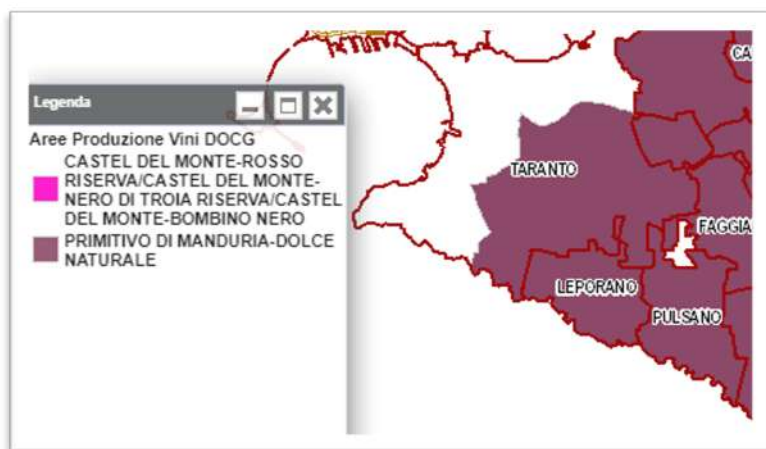 Legenda
Aree Produzione Vini DOCG
CASTEL DEL MONTE-ROSSO
RISERVA/CASTEL DEL MONTE-
NERO DI TROIA RISERVA/CASTEL
DEL MONTE-BOMBINO NERO
PRIMITIVO DI MANDURIA-DOLCE
NATURALE
CA
TARANTO
FAGGIA
LEPORANO
PULSANO